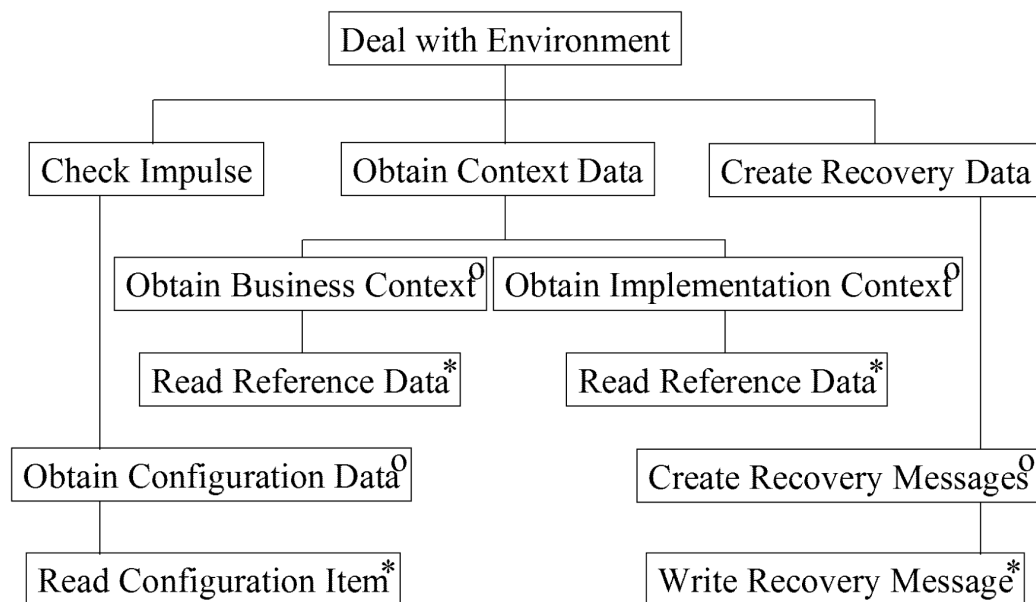 Deal with Environment
Check Impulse
Obtain Context Data
Create Recovery Data
Obtain Business Context o
Obtain Implementation Context o
Read Reference Data *
Read Reference Data *
Obtain Configuration Data o
Create Recovery Messages o
Read Configuration Item *
Write Recovery Message *